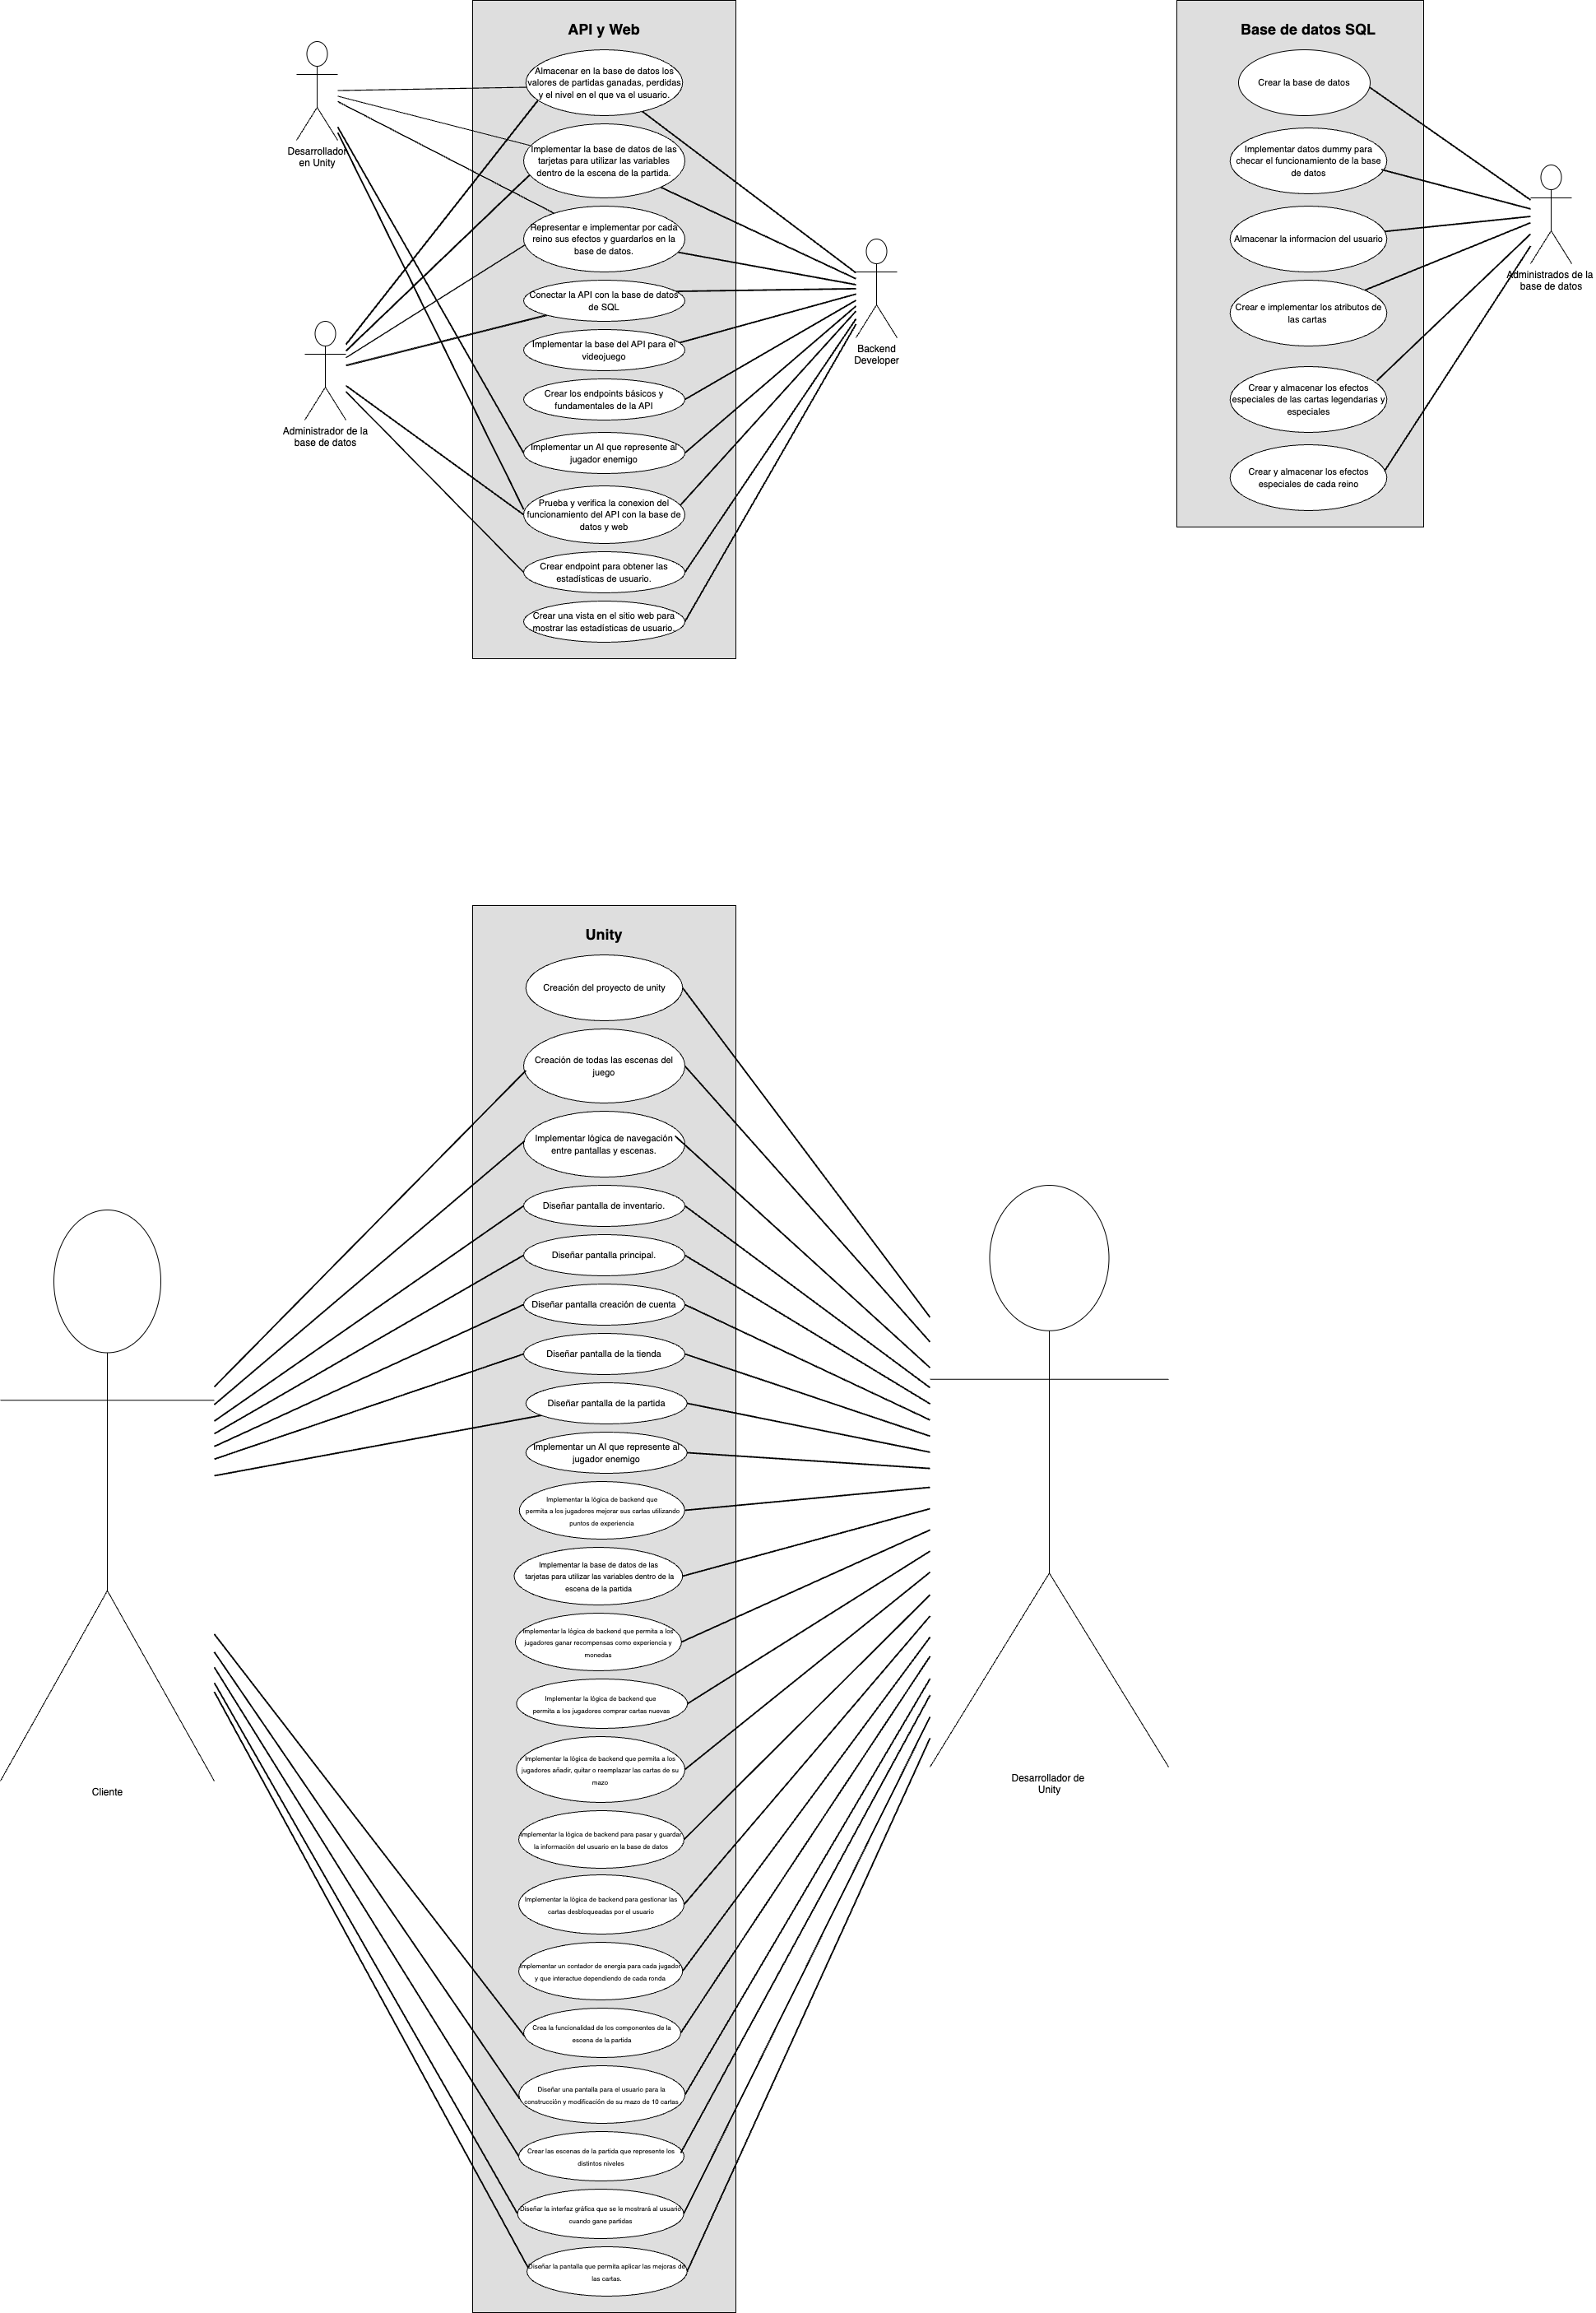 API y Web
Almacenar en la base de datos los
valores de partidas ganadas, perdidas
y el nivel en el que va el usuario.
Implementar la base de datos de las
tarjetas para utilizar las variables
dentro de la escena de la partida.
Representar e implementar por cada
reino sus efectos y guardarlos en la
base de datos.
Conectar la API con la base de datos
de SQL
Implementar la base del API para el
videojuego
Crear los endpoints básicos y
fundamentales de la API
Implementar un AI que represente al
jugador enemigo
Prueba y verifica la conexion del
funcionamiento del API con la base de
datos y web
Crear endpoint para obtener las
estadísticas de usuario.
Crear una vista en el sitio web para
mostrar las estadísticas de usuario.
Desarrollador
en Unity
Administrador de la
base de datos
Backend
Developer
Base de datos SQL
Crear la base de datos
Implementar datos dummy para
checar el funcionamiento de la base
de datos
Almacenar la informacion del usuario
Crear e implementar los atributos de
las cartas
Crear y almacenar los efectos
especiales de las cartas legendarias y
especiales
Crear y almacenar los efectos
especiales de cada reino
Administrados de la
base de datos
Unity
Creación del proyecto de unity
Creación de todas las escenas del
juego
Implementar lógica de navegación
entre pantallas y escenas.
Diseñar pantalla de inventario.
Diseñar pantalla principal.
Diseñar pantalla creación de cuenta
Diseñar pantalla de la tienda
Diseñar pantalla de la partida
Implementar un AI que represente al
jugador enemigo
Implementar la lógica de backend que
permita a los jugadores mejorar sus cartas utilizando
puntos de experiencia
Implementar la base de datos de las
tarjetas para utilizar las variables dentro de la
escena de la partida
Implementar la lógica de backend que permita a los
jugadores ganar recompensas como experiencia y
monedas
Implementar la lógica de backend que
permita a los jugadores comprar cartas nuevas
Implementar la lógica de backend que permita a los
jugadores añadir, quitar o reemplazar las cartas de su
mazo
Implementar la lógica de backend para pasar y guardar
la información del usuario en la base de datos
Implementar la lógica de backend para gestionar las
cartas desbloqueadas por el usuario
Implementar un contador de energía para cada jugador
y que interactue dependiendo de cada ronda
Crea la funcionalidad de los componentes de la
escena de la partida
Diseñar una pantalla para el usuario para la
construcción y modificación de su mazo de 10 cartas
Crear las escenas de la partida que represente los
distintos niveles
Diseñar la interfaz gráfica que se le mostrará al usuario
cuando gane partidas
Diseñar la pantalla que permita aplicar las mejoras de
las cartas.
Cliente
Desarrollador de
Unity